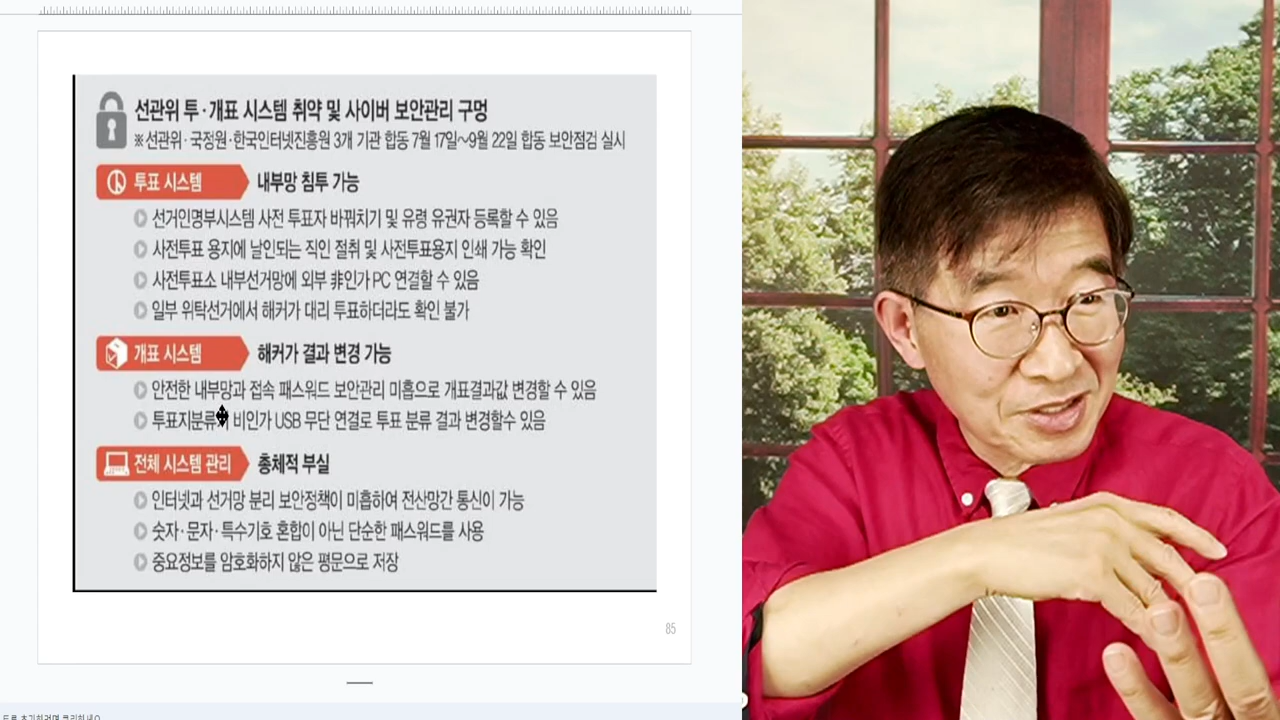 선관위 투·개표 시스템 취약 및 사이버 보안관리 구멍
※선관위·국정원·한국인터넷진흥원 3개 기관 합동 7월 17일~9월 22일 합동 보안점검 실시
투표 시스템 내부망 침투 가능
선거인명부시스템 사전 투표자 바꿔치기 및 유령 유권자 등록할 수 있음
사전투표 용지에 날인되는 직인 절취 및 사전투표용지 인쇄 가능 확인
사전투표소 내부선거망에 외부 非인가 PC 연결할 수 있음
일부 위탁선거에서 해커가 대리 투표하더라도 확인 불가
개표 시스템 해커가 결과 변경 가능
안전한 내부망과 접속 패스워드 보안관리 미흡으로 개표결과값 변경할 수 있음
투표지분류 비인가 USB 무단 연결로 투표 분류 결과 변경할수 있음
전체 시스템 관리 총체적 부실
인터넷과 선거망 분리 보안정책이 미흡하여 전산망간 통신이 가능
숫자·문자·특수기호 혼합이 아닌 단순한 패스워드를 사용
중요정보를 암호화하지 않은 평문으로 저장
85